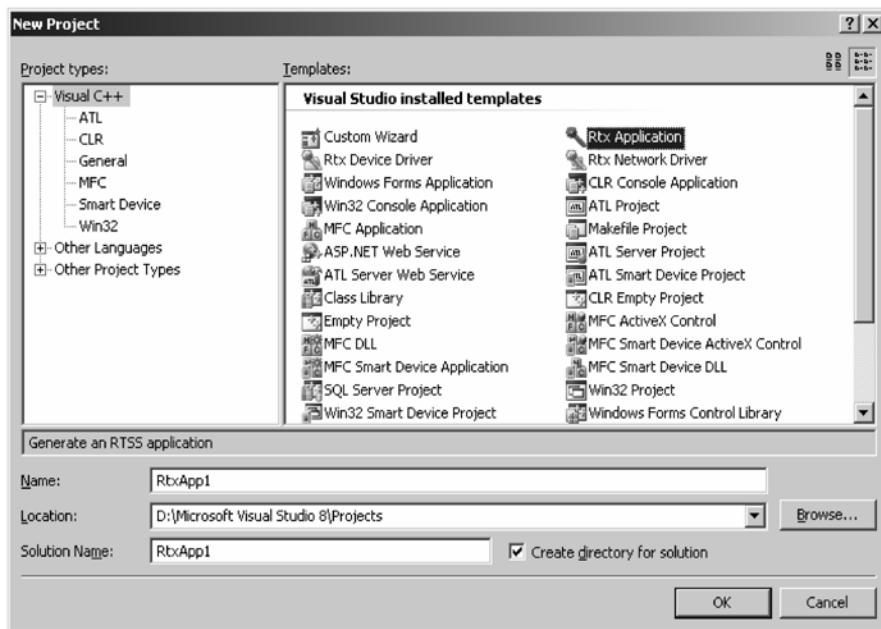 New Project
Project types:
Templates:
Visual C++
ATL
CLR
General
MFC
Smart Device
Win32
Other Languages
Other Project Types
Visual Studio installed templates
Custom Wizard
Rtx Application
Rtx Device Driver
Rtx Network Driver
Windows Forms Application
CLR Console Application
Win32 Console Application
ATL Project
MFC Application
Makefile Project
ASP.NET Web Service
ATL Server Project
ATL Server Web Service
ATL Smart Device Project
Class Library
CLR Empty Project
Empty Project
MFC ActiveX Control
MFC DLL
MFC Smart Device ActiveX Control
MFC Smart Device Application
MFC Smart Device DLL
SQL Server Project
Win32 Project
Win32 Smart Device Project
Windows Forms Control Library
Generate an RTSS application
Name:
RtxApp1
Location:
D:\Microsoft Visual Studio 8\Projects
Browse...
Solution Name:
RtxApp1
Create directory for solution
OK
Cancel